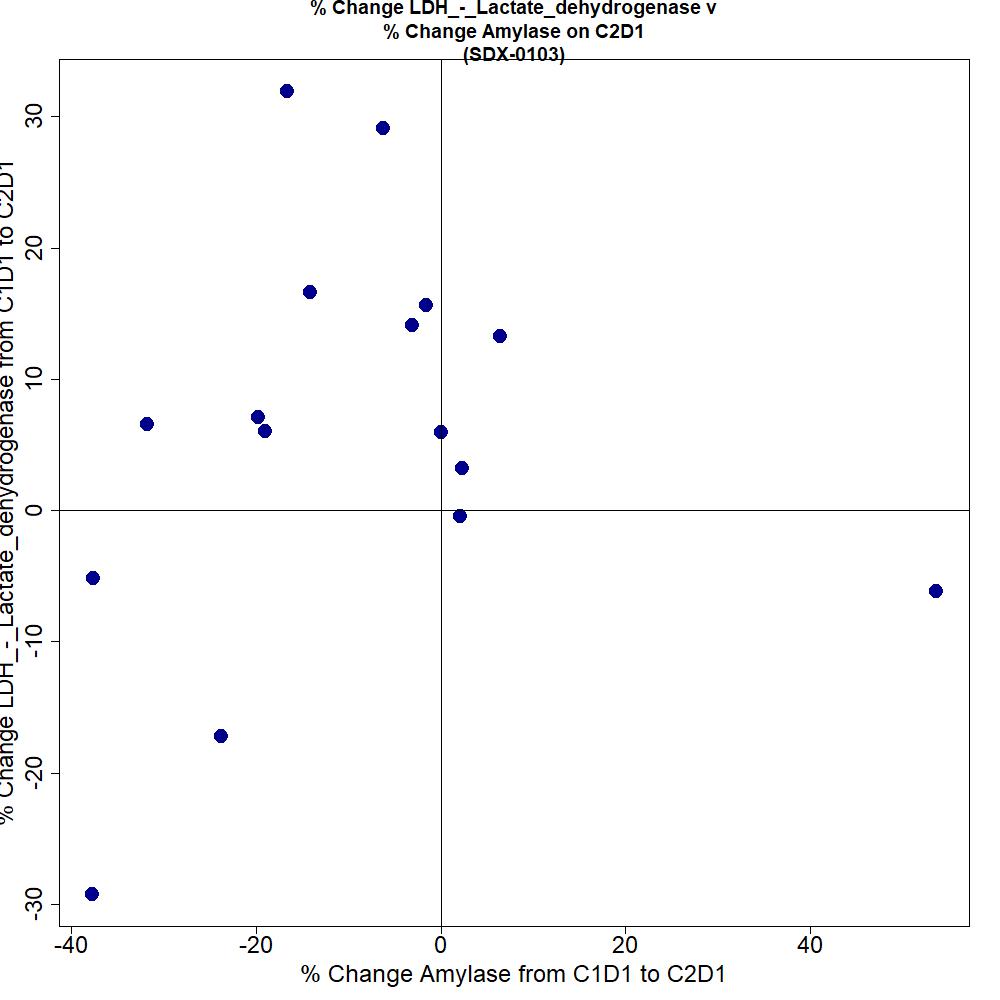 % Change LDH_-_Lactate_dehydrogenase v
% Change Amylase on C2D1
(SDX-0103)
% Change LDH_-_Lactate_dehydrogenase from C1D1 to C2D1
30
20
10
0
-10
-20
-30
-40
-20
0
20
40
% Change Amylase from C1D1 to C2D1